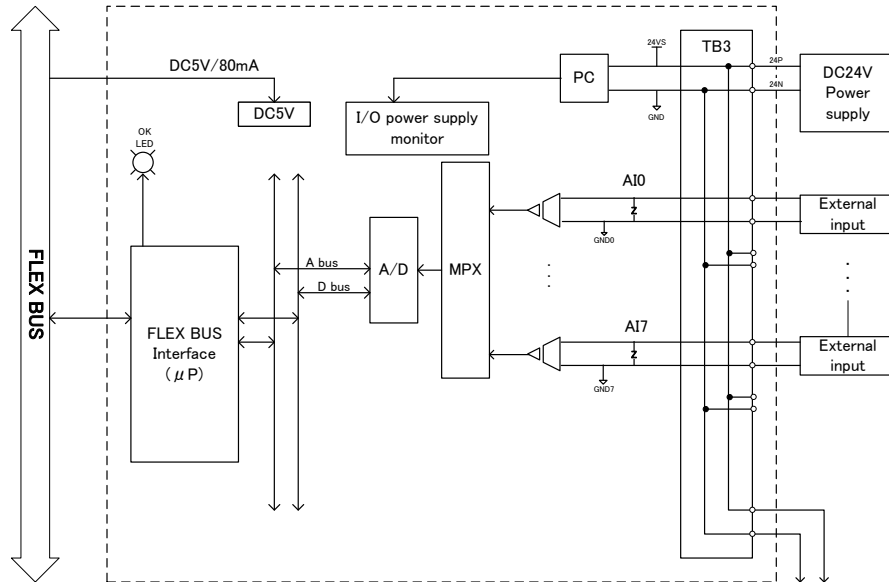 DC5V/80mA
DC5V
OK
LED
I/O power supply
monitor
PC
24VS
GND
TB3
24P
24N
DC24V
Power
supply
FLEX BUS
FLEX BUS
Interface
(μP)
A bus
D bus
A/D
MPX
AI0
Z
GND0
External
input
AI7
Z
GND7
External
input